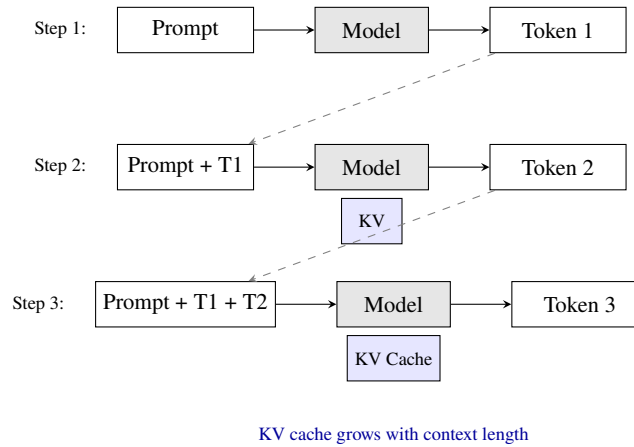 Step 1: Prompt Model Token 1
Step 2: Prompt + T1 Model Token 2
KV
Step 3: Prompt + T1 + T2 Model Token 3
KV Cache
KV cache grows with context length